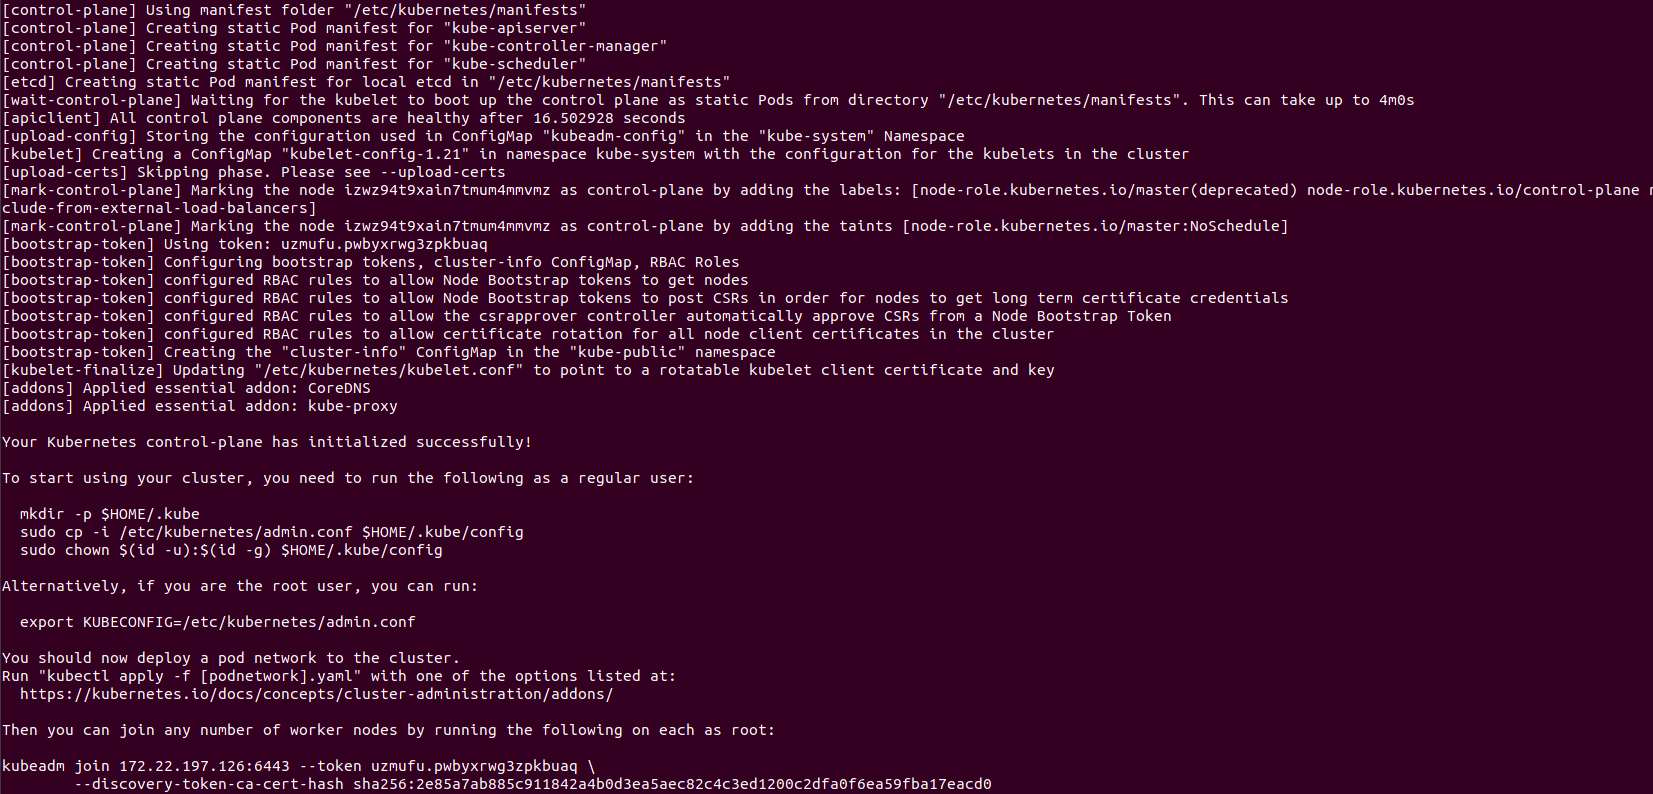 [control-plane] Using manifest folder "/etc/kubernetes/manifests"
[control-plane] Creating static Pod manifest for "kube-apiserver"
[control-plane] Creating static Pod manifest for "kube-controller-manager"
[control-plane] Creating static Pod manifest for "kube-scheduler"
[etcd] Creating static Pod manifest for local etcd in "/etc/kubernetes/manifests"
[wait-control-plane] Waiting for the kubelet to boot up the control plane as static Pods from directory "/etc/kubernetes/manifests". This can take up to 4m0s
[apiclient] All control plane components are healthy after 16.502928 seconds
[upload-config] Storing the configuration used in ConfigMap "kubeadm-config" in the "kube-system" Namespace
[kubelet] Creating a ConfigMap "kubelet-config-1.21" in namespace kube-system with the configuration for the kubelets in the cluster
[upload-certs] Skipping phase. Please see --upload-certs
[mark-control-plane] Marking the node izwz94t9xain7tmum4mmvmz as control-plane by adding the labels: [node-role.kubernetes.io/master(deprecated) node-role.kubernetes.io/control-plane
clude-from-external-load-balancers]
[mark-control-plane] Marking the node izwz94t9xain7tmum4mmvmz as control-plane by adding the taints [node-role.kubernetes.io/master:NoSchedule]
[bootstrap-token] Using token: uzmufu.pwbyxrwg3zpkbuaq
[bootstrap-token] Configuring bootstrap tokens, cluster-info ConfigMap, RBAC Roles
[bootstrap-token] configured RBAC rules to allow Node Bootstrap tokens to get nodes
[bootstrap-token] configured RBAC rules to allow Node Bootstrap tokens to post CSRs in order for nodes to get long term certificate credentials
[bootstrap-token] configured RBAC rules to allow the csrapprover controller automatically approve CSRs from a Node Bootstrap Token
[bootstrap-token] configured RBAC rules to allow certificate rotation for all node client certificates in the cluster
[bootstrap-token] Creating the "cluster-info" ConfigMap in the "kube-public" namespace
[kubelet-finalize] Updating "/etc/kubernetes/kubelet.conf" to point to a rotatable kubelet client certificate and key
[addons] Applied essential addon: CoreDNS
[addons] Applied essential addon: kube-proxy
Your Kubernetes control-plane has initialized successfully!
To start using your cluster, you need to run the following as a regular user:
mkdir -p $HOME/.kube
sudo cp -i /etc/kubernetes/admin.conf $HOME/.kube/config
sudo chown $(id -u):$(id -g) $HOME/.kube/config
Alternatively, if you are the root user, you can run:
export KUBECONFIG=/etc/kubernetes/admin.conf
You should now deploy a pod network to the cluster.
Run "kubectl apply -f [podnetwork].yaml" with one of the options listed at:
https://kubernetes.io/docs/concepts/cluster-administration/addons/
Then you can join any number of worker nodes by running the following on each as root:
kubeadm join 172.22.197.126:6443 --token uzmufu.pwbyxrwg3zpkbuaq \
--discovery-token-ca-cert-hash sha256:2e85a7ab885c911842a4b0d3ea5aec82c4c3ed1200c2dfa0f6ea59fba17eacd0